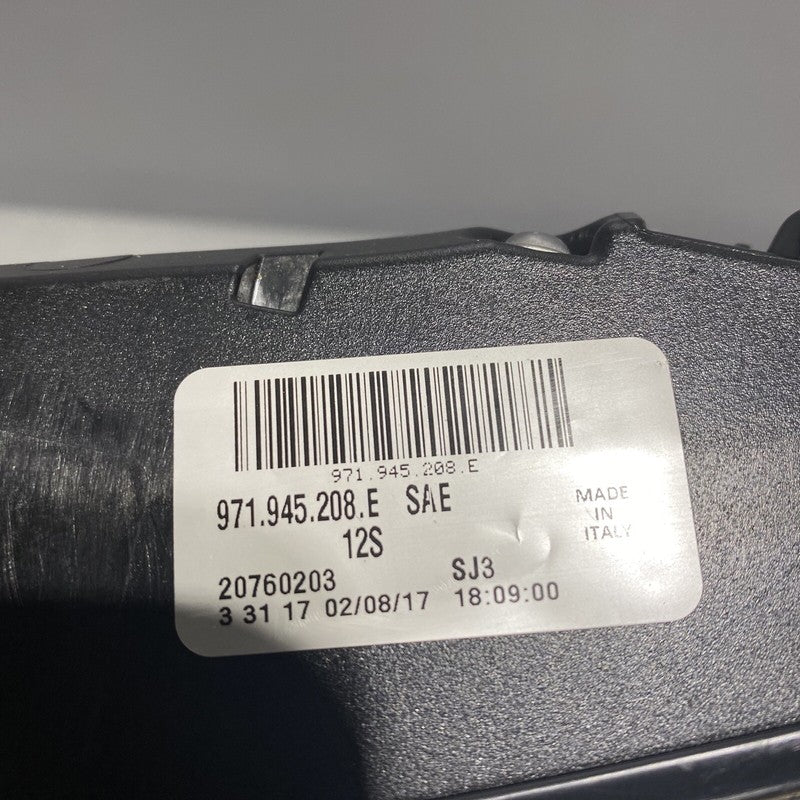 971.945.208.E
971.945.208.E SAE
12S
MADE
IN
ITALY
20760203 SJ3
3 31 17 02/08/17 18:09:00